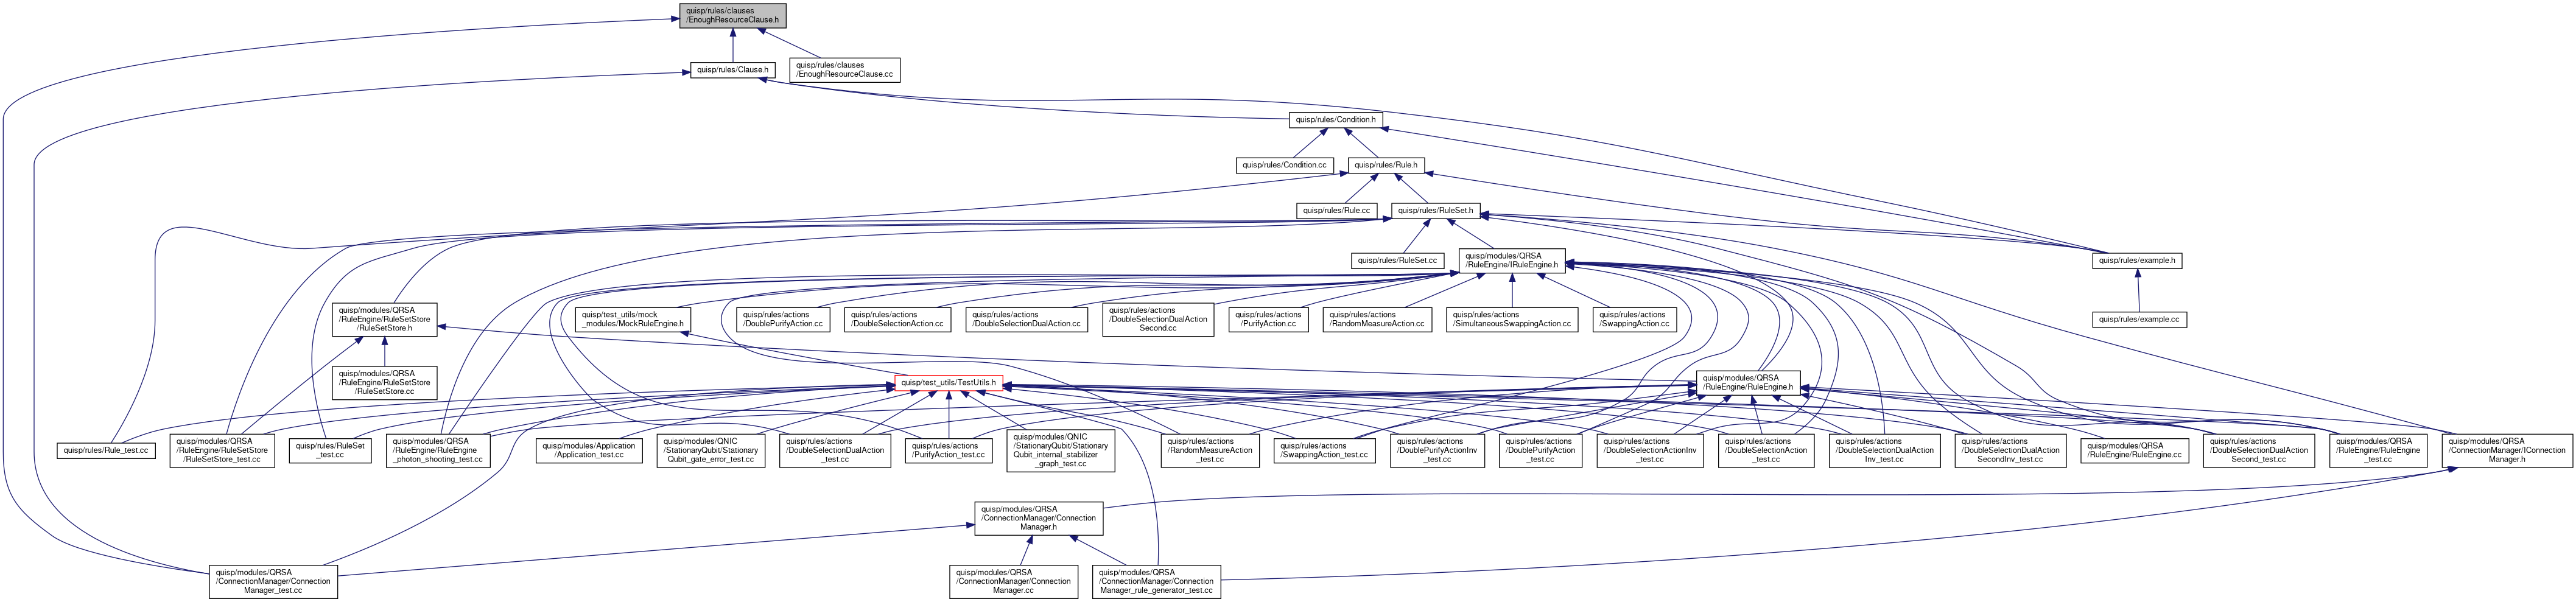 quisp/rules/clauses
/EnoughResourceClause.h
quisp/rules/Clause.h
quisp/rules/clauses
/EnoughResourceClause.cc
quisp/rules/Condition.h
quisp/rules/Condition.cc
quisp/rules/Rule.h
quisp/rules/Rule.cc
quisp/rules/RuleSet.h
quisp/rules/RuleSet.cc
quisp/modules/QRSA
/RuleEngine/IRuleEngine.h
quisp/rules/example.h
quisp/modules/QRSA
/RuleEngine/RuleSetStore
/RuleSetStore.h
quisp/test_utils/mock
_modules/MockRuleEngine.h
quisp/rules/actions
/DoublePurifyAction.cc
quisp/rules/actions
/DoubleSelectionAction.cc
quisp/rules/actions
/DoubleSelectionDualAction.cc
quisp/rules/actions
/DoubleSelectionDualAction
Second.cc
quisp/rules/actions
/PurifyAction.cc
quisp/rules/actions
/RandomMeasureAction.cc
quisp/rules/actions
/SimultaneousSwappingAction.cc
quisp/rules/actions
/SwappingAction.cc
quisp/rules/example.cc
quisp/modules/QRSA
/RuleEngine/RuleSetStore
/RuleSetStore.cc
quisp/test_utils/TestUtils.h
quisp/modules/QRSA
/RuleEngine/RuleEngine.h
quisp/rules/Rule_test.cc
quisp/modules/QRSA
/RuleEngine/RuleSetStore
/RuleSetStore_test.cc
quisp/rules/RuleSet
_test.cc
quisp/modules/QRSA
/RuleEngine/RuleEngine
_photon_shooting_test.cc
quisp/modules/Application
/Application_test.cc
quisp/modules/QNIC
/StationaryQubit/Stationary
Qubit_gate_error_test.cc
quisp/rules/actions
/DoubleSelectionDualAction
_test.cc
quisp/rules/actions
/PurifyAction_test.cc
quisp/modules/QNIC
/StationaryQubit/Stationary
Qubit_internal_stabilizer
_graph_test.cc
quisp/rules/actions
/RandomMeasureAction
_test.cc
quisp/rules/actions
/SwappingAction_test.cc
quisp/rules/actions
/DoublePurifyActionInv
_test.cc
quisp/rules/actions
/DoublePurifyAction
_test.cc
quisp/rules/actions
/DoubleSelectionActionInv
_test.cc
quisp/rules/actions
/DoubleSelectionAction
_test.cc
quisp/rules/actions
/DoubleSelectionDualAction
Inv_test.cc
quisp/rules/actions
/DoubleSelectionDualAction
SecondInv_test.cc
quisp/modules/QRSA
/RuleEngine/RuleEngine.cc
quisp/rules/actions
/DoubleSelectionDualAction
Second_test.cc
quisp/modules/QRSA
/RuleEngine/RuleEngine
_test.cc
quisp/modules/QRSA
/ConnectionManager/IConnection
Manager.h
quisp/modules/QRSA
/ConnectionManager/Connection
Manager.h
quisp/modules/QRSA
/ConnectionManager/Connection
Manager_test.cc
quisp/modules/QRSA
/ConnectionManager/Connection
Manager.cc
quisp/modules/QRSA
/ConnectionManager/Connection
Manager_rule_generator_test.cc